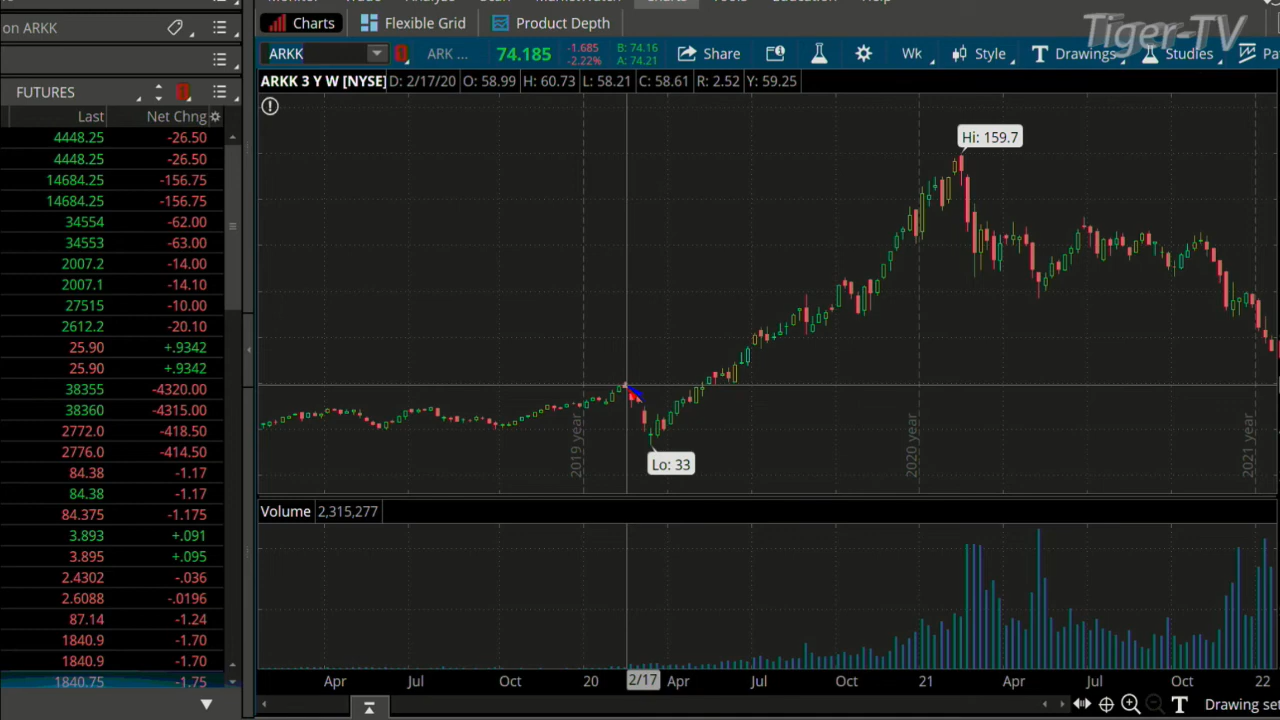 on ARKK
Charts
Flexible Grid
Product Depth
Tiger-TV
ARKK
ARK ...
74.185
-1.685
-2.22%
B: 74.16
A: 74.21
Share
Wk
Style
Drawings
Studies
FUTURES
ARKK 3 Y W [NYSE]
D: 2/17/20
O: 58.99
H: 60.73
L: 58.21
C: 58.61
R: 2.52
Y: 59.25
Last
Net Chng
4448.25 -26.50
4448.25 -26.50
14684.25 -156.75
14684.25 -156.75
34554 -62.00
34553 -63.00
2007.2 -14.00
2007.1 -14.10
27515 -10.00
2612.2 -20.10
25.90 +.9342
25.90 +.9342
38355 -4320.00
38360 -4315.00
2772.0 -418.50
2776.0 -414.50
84.38 -1.17
84.38 -1.17
84.375 -1.175
3.893 +.091
3.895 +.095
2.4302 -.036
2.6088 -.0196
87.14 -1.24
1840.9 -1.70
1840.9 -1.70
1840.75 -1.75
Hi: 159.7
Lo: 33
2019 year
2020 year
2021 year
Volume
2,315,277
Apr
Jul
Oct
20
2/17
Apr
Jul
Oct
21
Apr
Jul
Oct
22
T
Drawing set